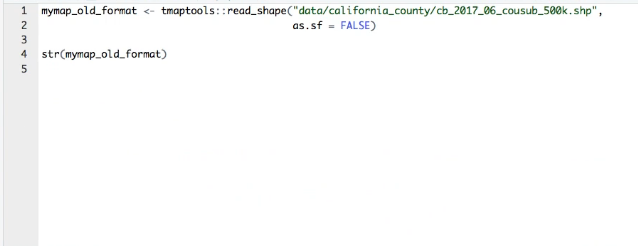 1 mymap_old_format <- tmaptools::read_shape("data/california_county/cb_2017_06_cousub_500k.shp",
2 as.sf = FALSE)
3
4 str(mymap_old_format)
5